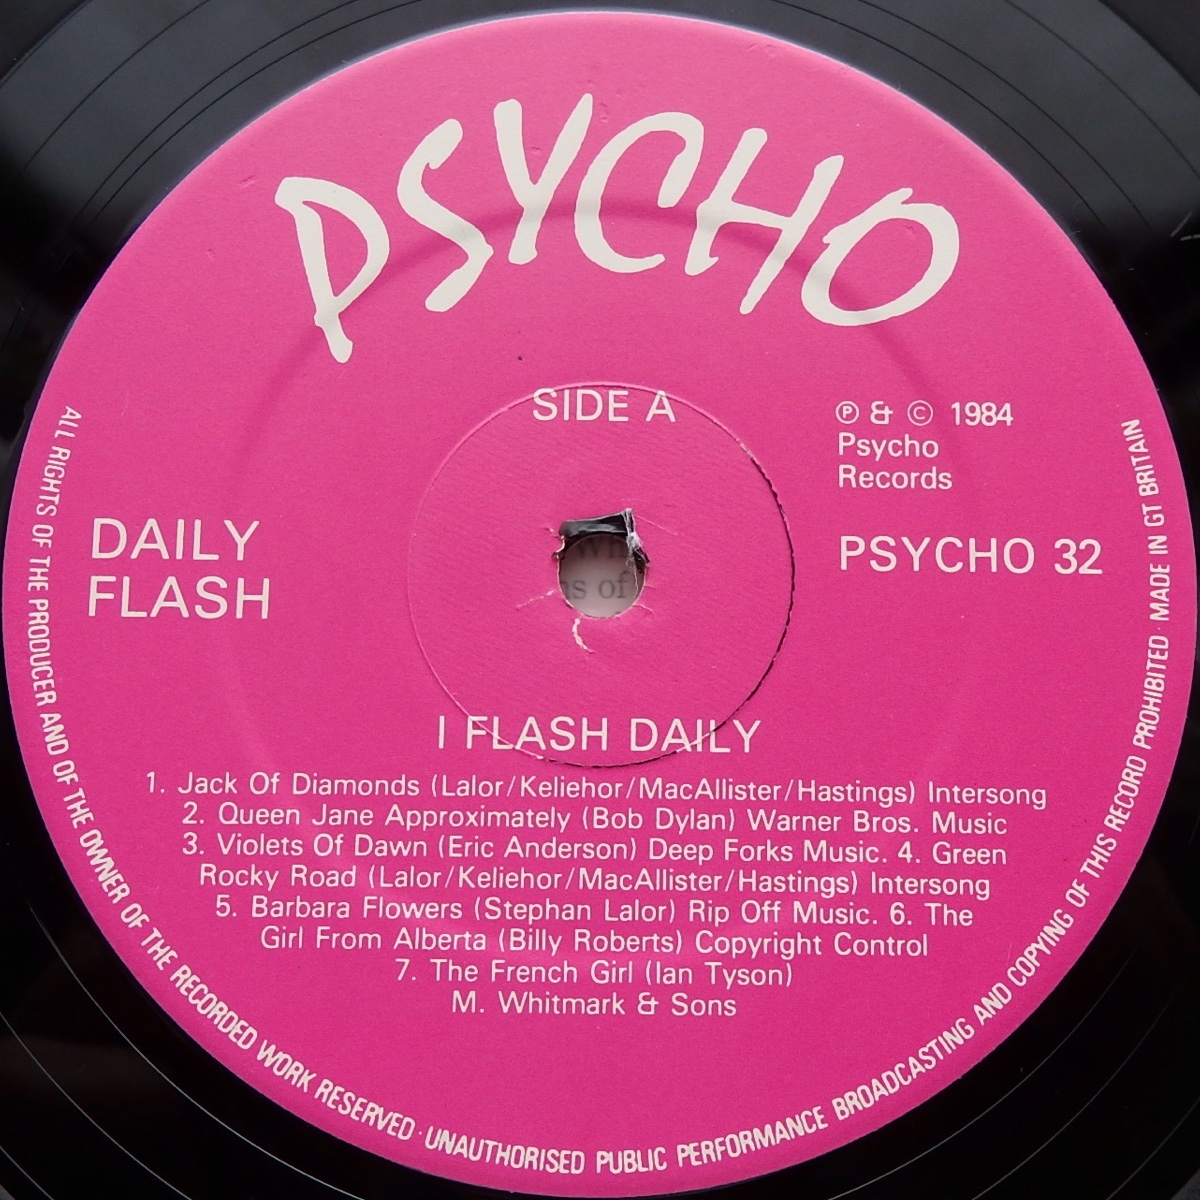 PSYCHO
SIDE A
℗ & © 1984
Psycho
Records
DAILY
FLASH
PSYCHO 32
I FLASH DAILY
1. Jack Of Diamonds (Lalor/Keliehor/MacAllister/Hastings) Intersong
2. Queen Jane Approximately (Bob Dylan) Warner Bros. Music
3. Violets Of Dawn (Eric Anderson) Deep Forks Music. 4. Green
Rocky Road (Lalor/Keliehor/MacAllister/Hastings) Intersong
5. Barbara Flowers (Stephan Lalor) Rip Off Music. 6. The
Girl From Alberta (Billy Roberts) Copyright Control
7. The French Girl (Ian Tyson)
M. Whitmark & Sons
ALL RIGHTS OF THE PRODUCER AND OF THE OWNER OF THE RECORDED WORK RESERVED · UNAUTHORISED PUBLIC PERFORMANCE BROADCASTING AND COPYING OF THIS RECORD PROHIBITED · MADE IN GT BRITAIN
of